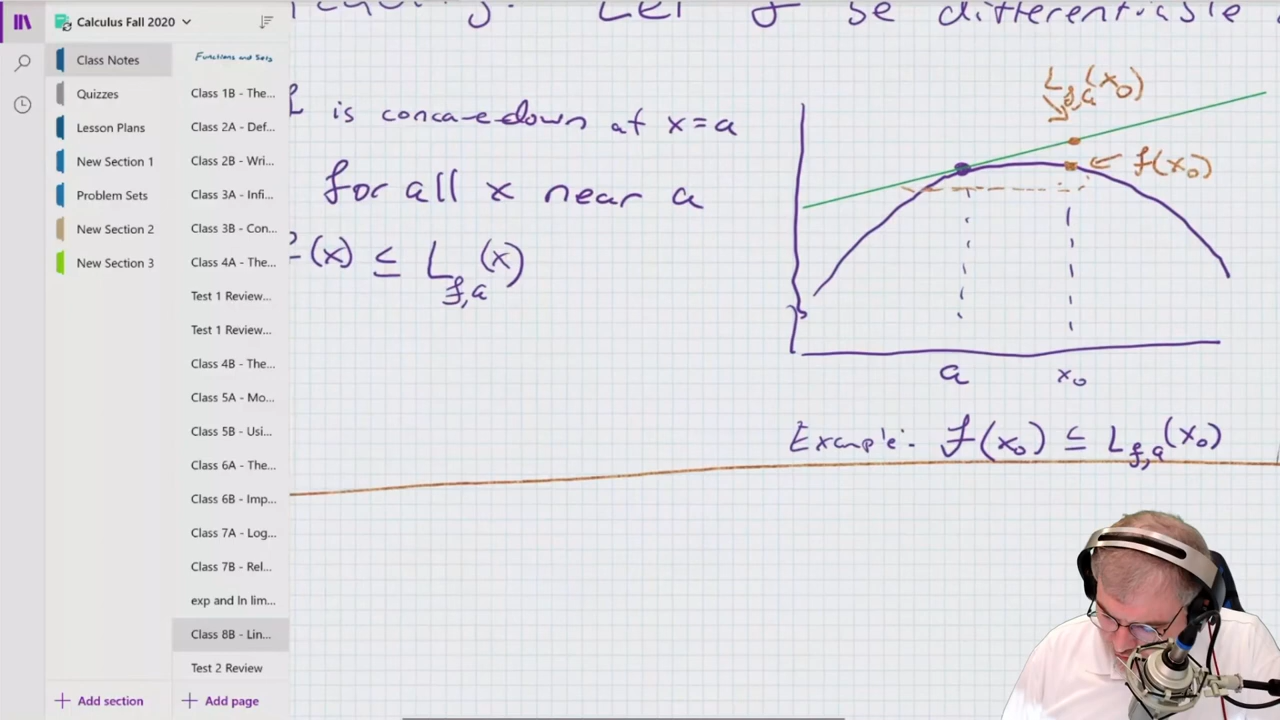 Calculus Fall 2020
Class Notes
Quizzes
Lesson Plans
New Section 1
Problem Sets
New Section 2
New Section 3
Add section
Functions and Sets
Class 1B - The...
Class 2A - Def...
Class 2B - Wri...
Class 3A - Infi...
Class 3B - Con...
Class 4A - The...
Test 1 Review...
Test 1 Review...
Class 4B - The...
Class 5A - Mo...
Class 5B - Usi...
Class 6A - The...
Class 6B - Imp...
Class 7A - Log...
Class 7B - Rel...
exp and ln lim...
Class 8B - Lin...
Test 2 Review
Add page
Let f be differentiable
is concave down at x=a
for all x near a
(x) ≤ L_{f,a}(x)
L_{f,a}(x₀)
f(x₀)
a
x₀
Example: f(x₀) ≤ L_{f,a}(x₀)